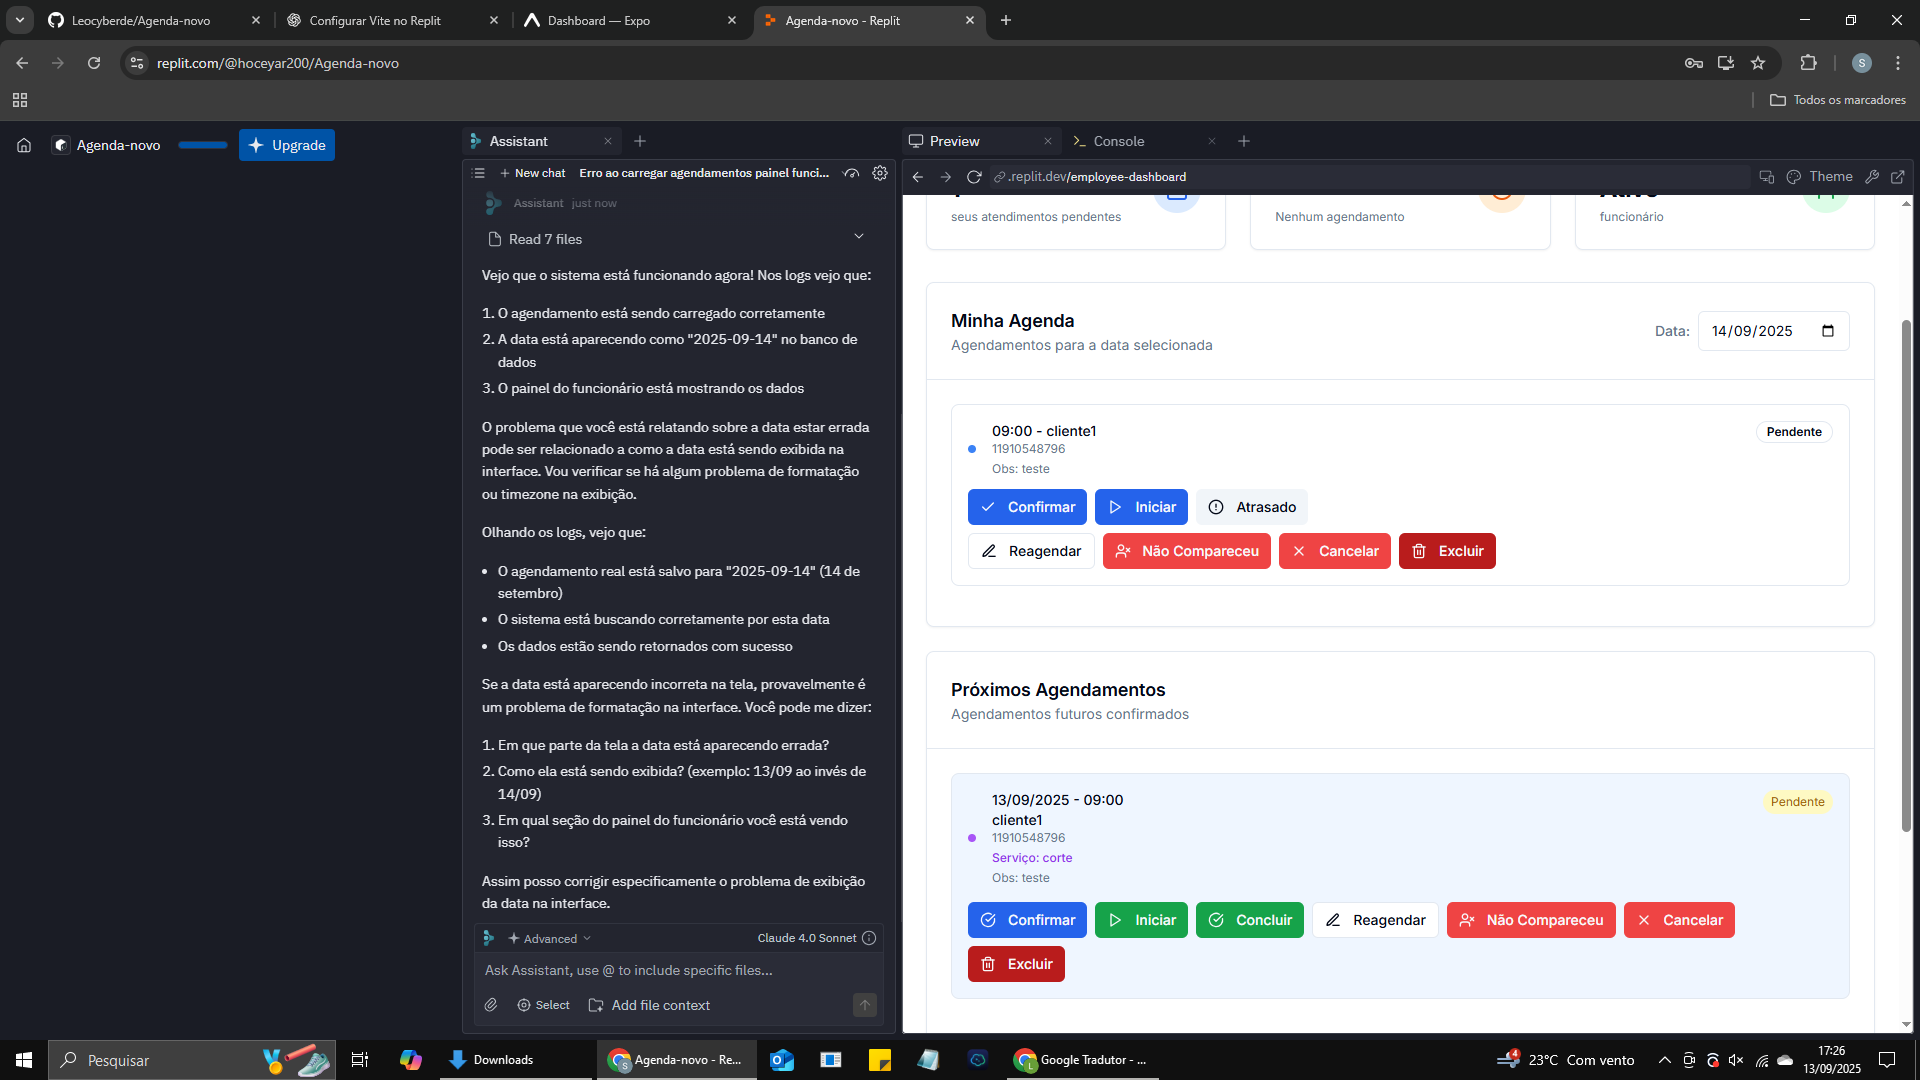 Leocyberde/Agenda-novo
Configurar Vite no Replit
Dashboard — Expo
Agenda-novo - Replit
replit.com/@hoceyar200/Agenda-novo
S
Todos os marcadores
Agenda-novo
Upgrade
Assistant
New chat
Erro ao carregar agendamentos painel funci...
Assistant just now
Read 7 files
Vejo que o sistema está funcionando agora! Nos logs vejo que:
1. O agendamento está sendo carregado corretamente
2. A data está aparecendo como "2025-09-14" no banco de
dados
3. O painel do funcionário está mostrando os dados
O problema que você está relatando sobre a data estar errada
pode ser relacionado a como a data está sendo exibida na
interface. Vou verificar se há algum problema de formatação
ou timezone na exibição.
Olhando os logs, vejo que:
• O agendamento real está salvo para "2025-09-14" (14 de
setembro)
• O sistema está buscando corretamente por esta data
• Os dados estão sendo retornados com sucesso
Se a data está aparecendo incorreta na tela, provavelmente é
um problema de formatação na interface. Você pode me dizer:
1. Em que parte da tela a data está aparecendo errada?
2. Como ela está sendo exibida? (exemplo: 13/09 ao invés de
14/09)
3. Em qual seção do painel do funcionário você está vendo
isso?
Assim posso corrigir especificamente o problema de exibição
da data na interface.
Advanced
Claude 4.0 Sonnet
Ask Assistant, use @ to include specific files...
Select
Add file context
Preview
Console
.replit.dev/employee-dashboard
Theme
seus atendimentos pendentes
Nenhum agendamento
funcionário
Minha Agenda
Agendamentos para a data selecionada
Data: 14/09/2025
09:00 - cliente1
Pendente
11910548796
Obs: teste
Confirmar
Iniciar
Atrasado
Reagendar
Não Compareceu
Cancelar
Excluir
Próximos Agendamentos
Agendamentos futuros confirmados
13/09/2025 - 09:00
Pendente
cliente1
11910548796
Serviço: corte
Obs: teste
Confirmar
Iniciar
Concluir
Reagendar
Não Compareceu
Cancelar
Excluir
Pesquisar
Downloads
Agenda-novo - Re...
Google Tradutor - ...
4
23°C Com vento
17:26
13/09/2025